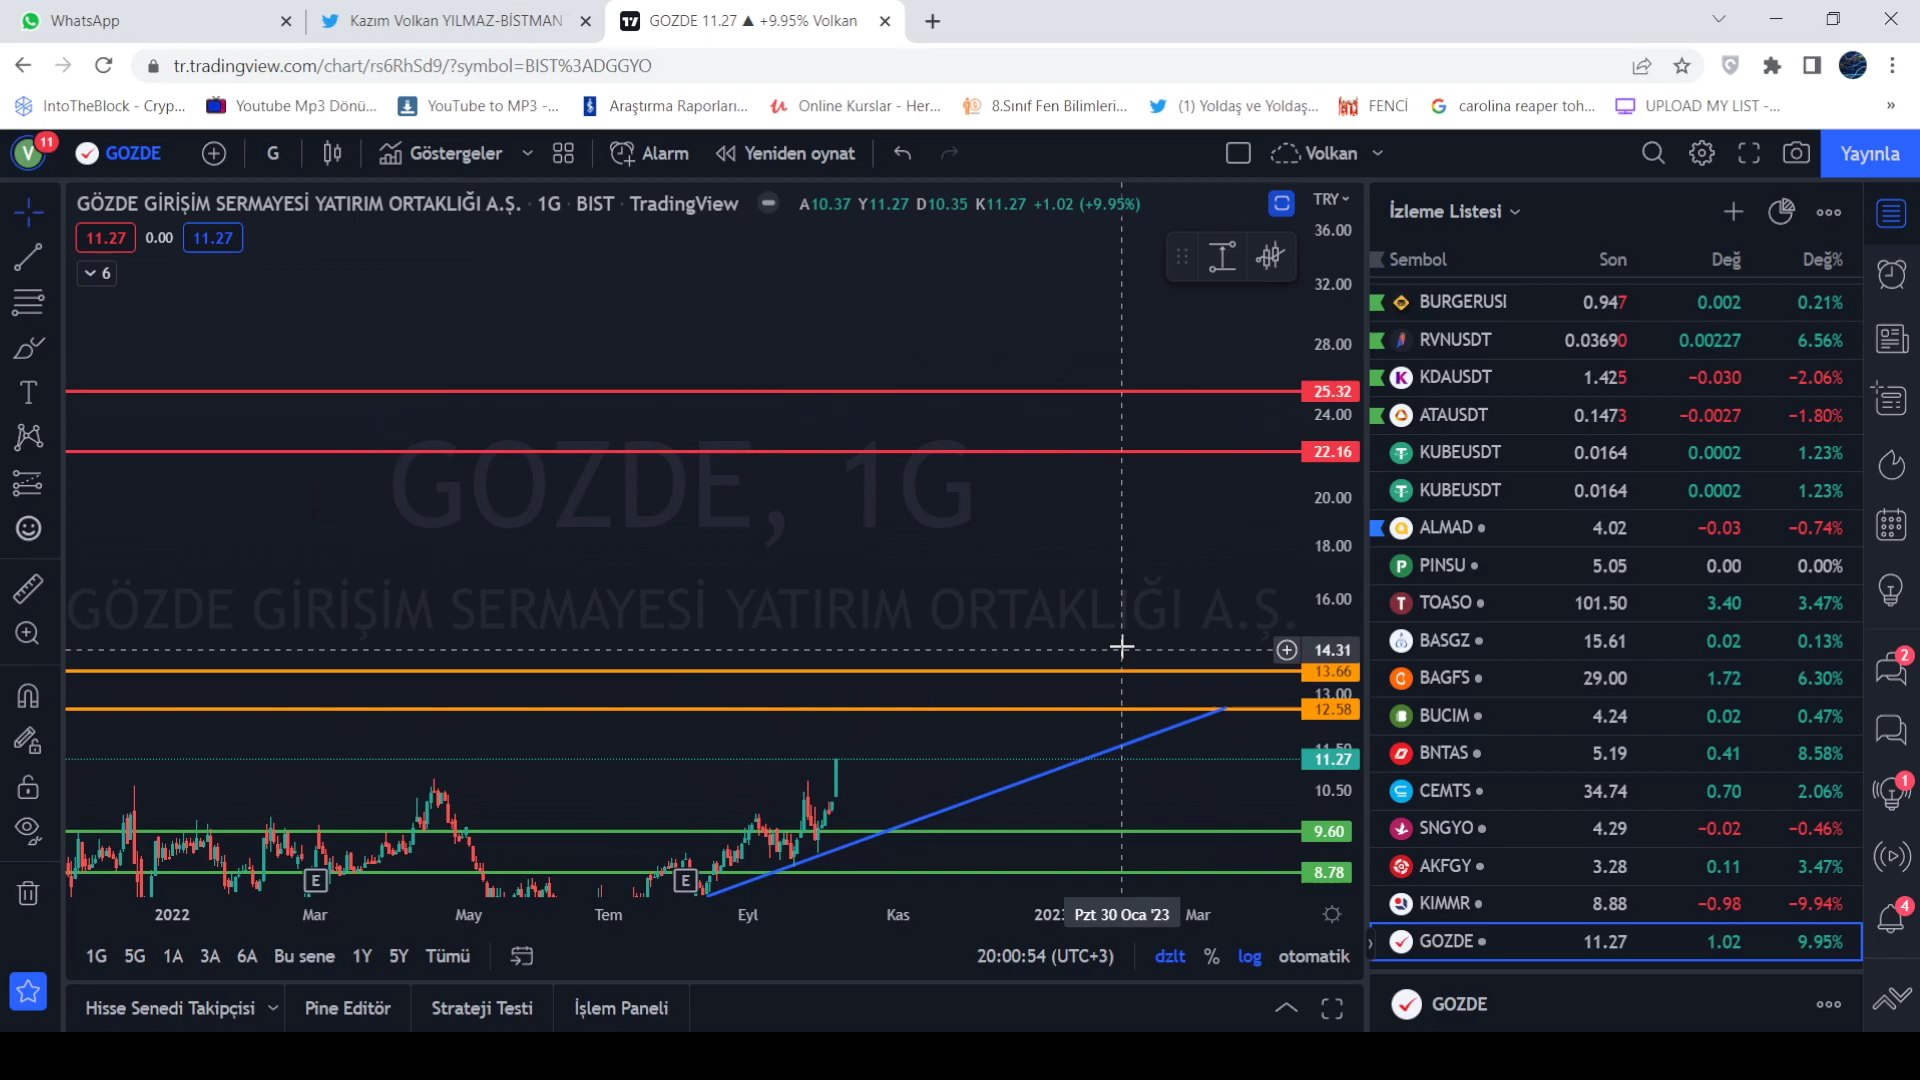 WhatsApp
Kazım Volkan YILMAZ-BİSTMAN
GOZDE 11.27 ▲ +9.95% Volkan
tr.tradingview.com/chart/rs6RhSd9/?symbol=BIST%3ADGGYO
IntoTheBlock - Cryp...
Youtube Mp3 Dönü...
YouTube to MP3 -...
Araştırma Raporları...
Online Kurslar - Her...
8.Sınıf Fen Bilimleri...
(1) Yoldaş ve Yoldaş...
FENCİ
carolina reaper toh...
UPLOAD MY LIST -...
»
V 11
GOZDE
G
Göstergeler
Alarm
Yeniden oynat
Volkan
Yayınla
GÖZDE GİRİŞİM SERMAYESİ YATIRIM ORTAKLIĞI A.Ş. · 1G · BIST · TradingView
A10.37 Y11.27 D10.35 K11.27 +1.02 (+9.95%)
TRY
11.27 0.00 11.27
6
36.00
32.00
28.00
25.32
24.00
22.16
20.00
18.00
16.00
14.31
13.66
13.00
12.58
11.50
11.27
10.50
9.60
8.78
GOZDE, 1G
GÖZDE GİRİŞİM SERMAYESİ YATIRIM ORTAKLIĞI A.Ş.
E
E
2022 Mar May Tem Eyl Kas 2023 Pzt 30 Oca '23 Mar
1G 5G 1A 3A 6A Bu sene 1Y 5Y Tümü
20:00:54 (UTC+3) dzlt % log otomatik
Hisse Senedi Takipçisi
Pine Editör
Strateji Testi
İşlem Paneli
İzleme Listesi
Sembol Son Değ Değ%
BURGERUSI 0.947 0.002 0.21%
RVNUSDT 0.03690 0.00227 6.56%
KDAUSDT 1.425 −0.030 −2.06%
ATAUSDT 0.1473 −0.0027 −1.80%
KUBEUSDT 0.0164 0.0002 1.23%
KUBEUSDT 0.0164 0.0002 1.23%
ALMAD 4.02 −0.03 −0.74%
PINSU 5.05 0.00 0.00%
TOASO 101.50 3.40 3.47%
BASGZ 15.61 0.02 0.13%
BAGFS 29.00 1.72 6.30%
BUCIM 4.24 0.02 0.47%
BNTAS 5.19 0.41 8.58%
CEMTS 34.74 0.70 2.06%
SNGYO 4.29 −0.02 −0.46%
AKFGY 3.28 0.11 3.47%
KIMMR 8.88 −0.98 −9.94%
GOZDE 11.27 1.02 9.95%
GOZDE
2
1
4